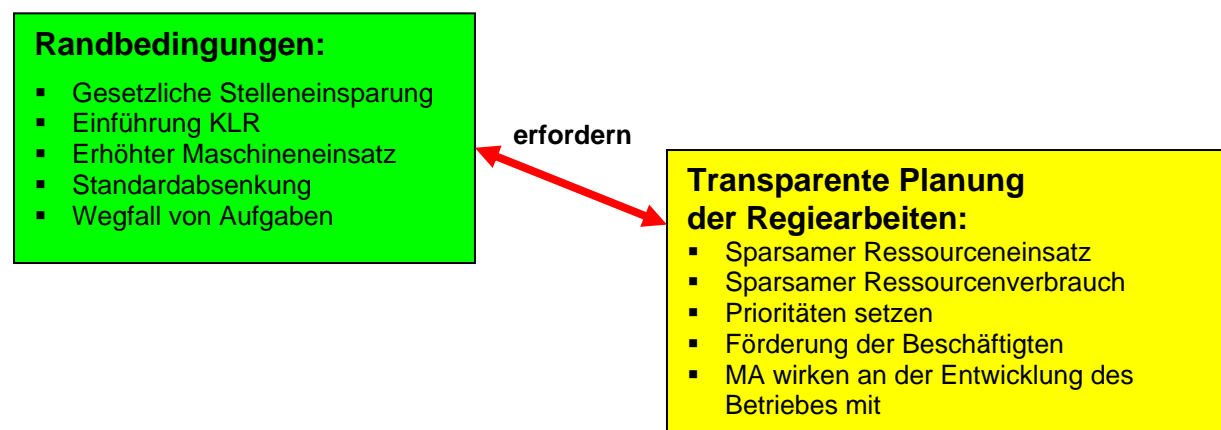 Randbedingungen:
▪ Gesetzliche Stelleneinsparung
▪ Einführung KLR
▪ Erhöhter Maschineneinsatz
▪ Standardabsenkung
▪ Wegfall von Aufgaben
erfordern
Transparente Planung
der Regiearbeiten:
▪ Sparsamer Ressourceneinsatz
▪ Sparsamer Ressourcenverbrauch
▪ Prioritäten setzen
▪ Förderung der Beschäftigten
▪ MA wirken an der Entwicklung des
Betriebes mit